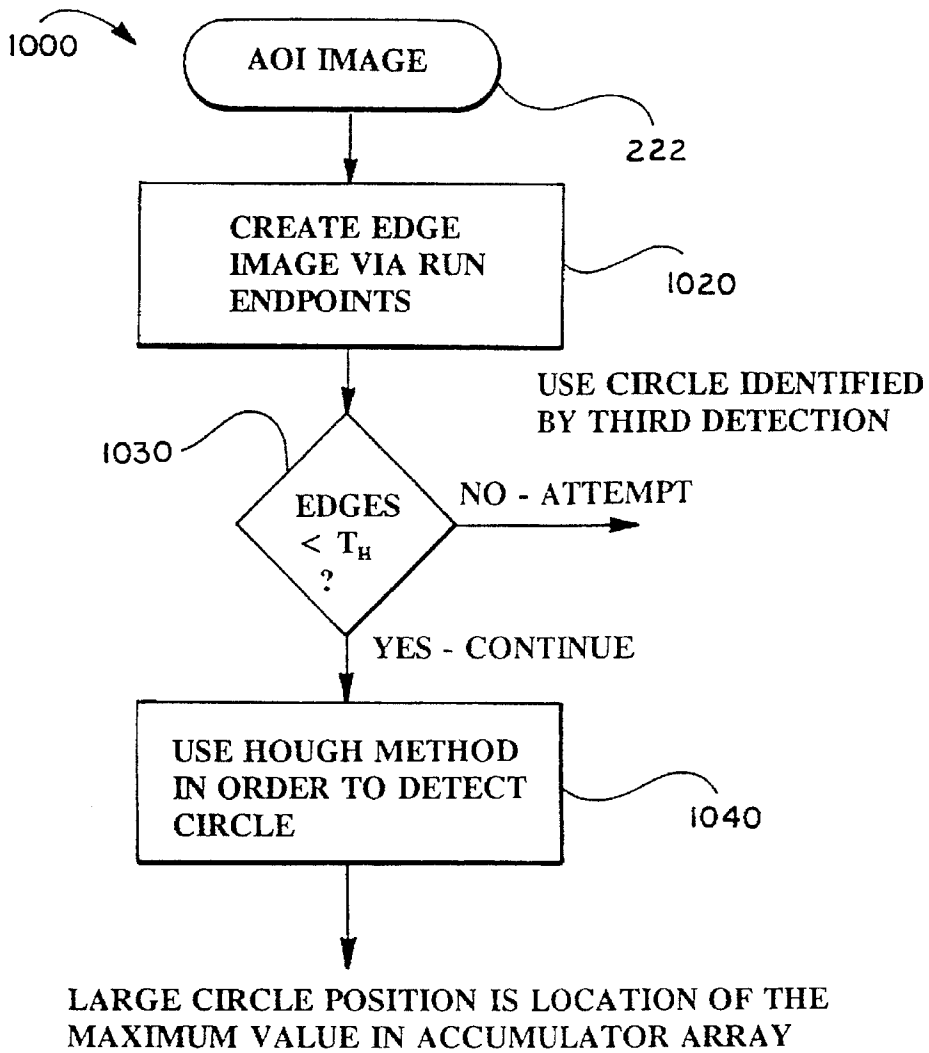 1000
AOI IMAGE
222
CREATE EDGE
IMAGE VIA RUN
ENDPOINTS
1020
USE CIRCLE IDENTIFIED
BY THIRD DETECTION
1030
EDGES
< T_H
?
NO - ATTEMPT
YES - CONTINUE
USE HOUGH METHOD
IN ORDER TO DETECT
CIRCLE
1040
LARGE CIRCLE POSITION IS LOCATION OF THE
MAXIMUM VALUE IN ACCUMULATOR ARRAY